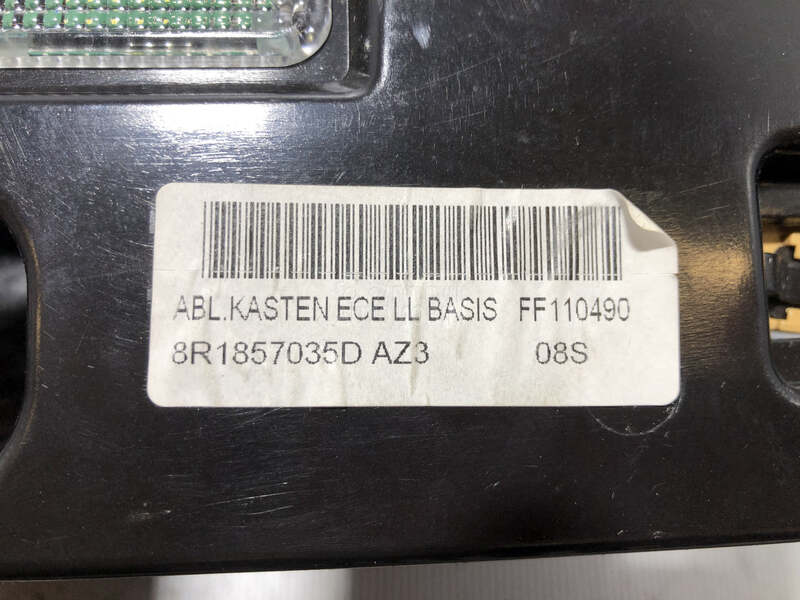 ABL.KASTEN ECE LL BASIS FF110490
8R1857035D AZ3 08S